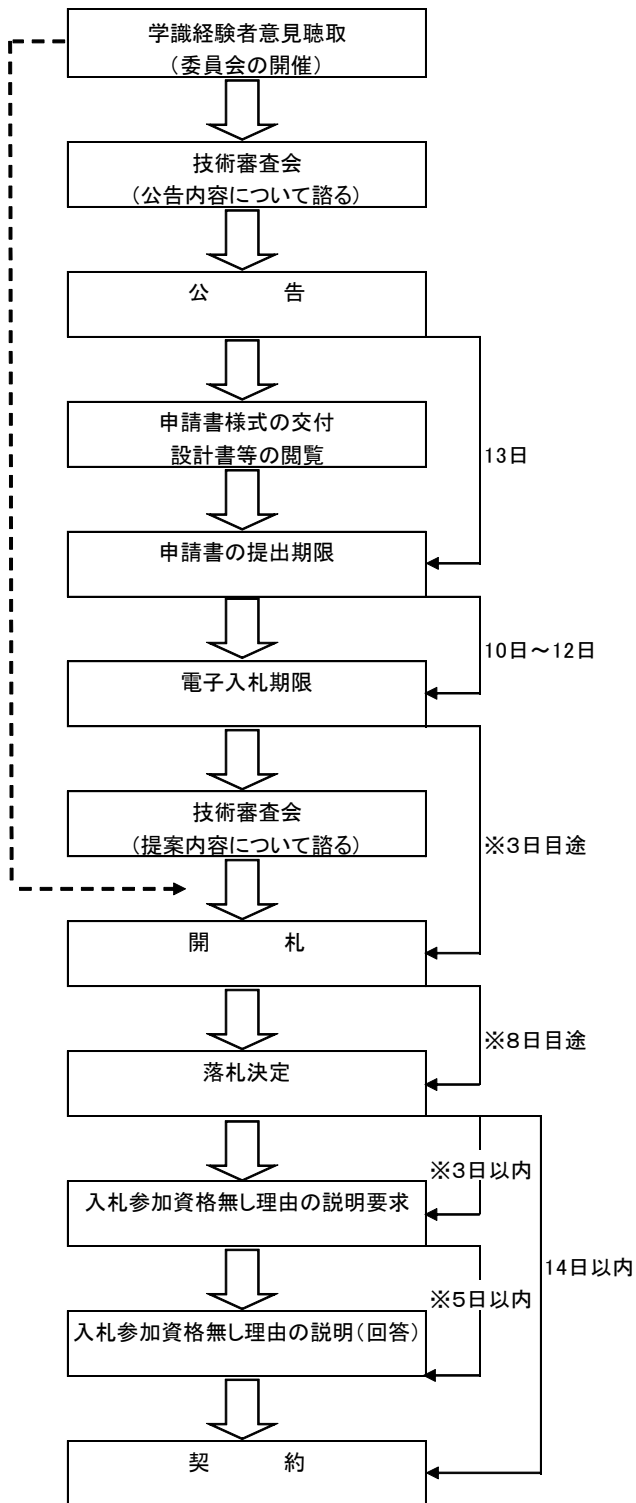 学識経験者意見聴取
(委員会の開催)
技術審査会
(公告内容について諮る)
公　　　告
申請書様式の交付
設計書等の閲覧
13日
申請書の提出期限
10日～12日
電子入札期限
技術審査会
(提案内容について諮る)
※3日目途
開　　　札
※8日目途
落札決定
※3日以内
入札参加資格無し理由の説明要求
14日以内
※5日以内
入札参加資格無し理由の説明(回答)
契　　　約